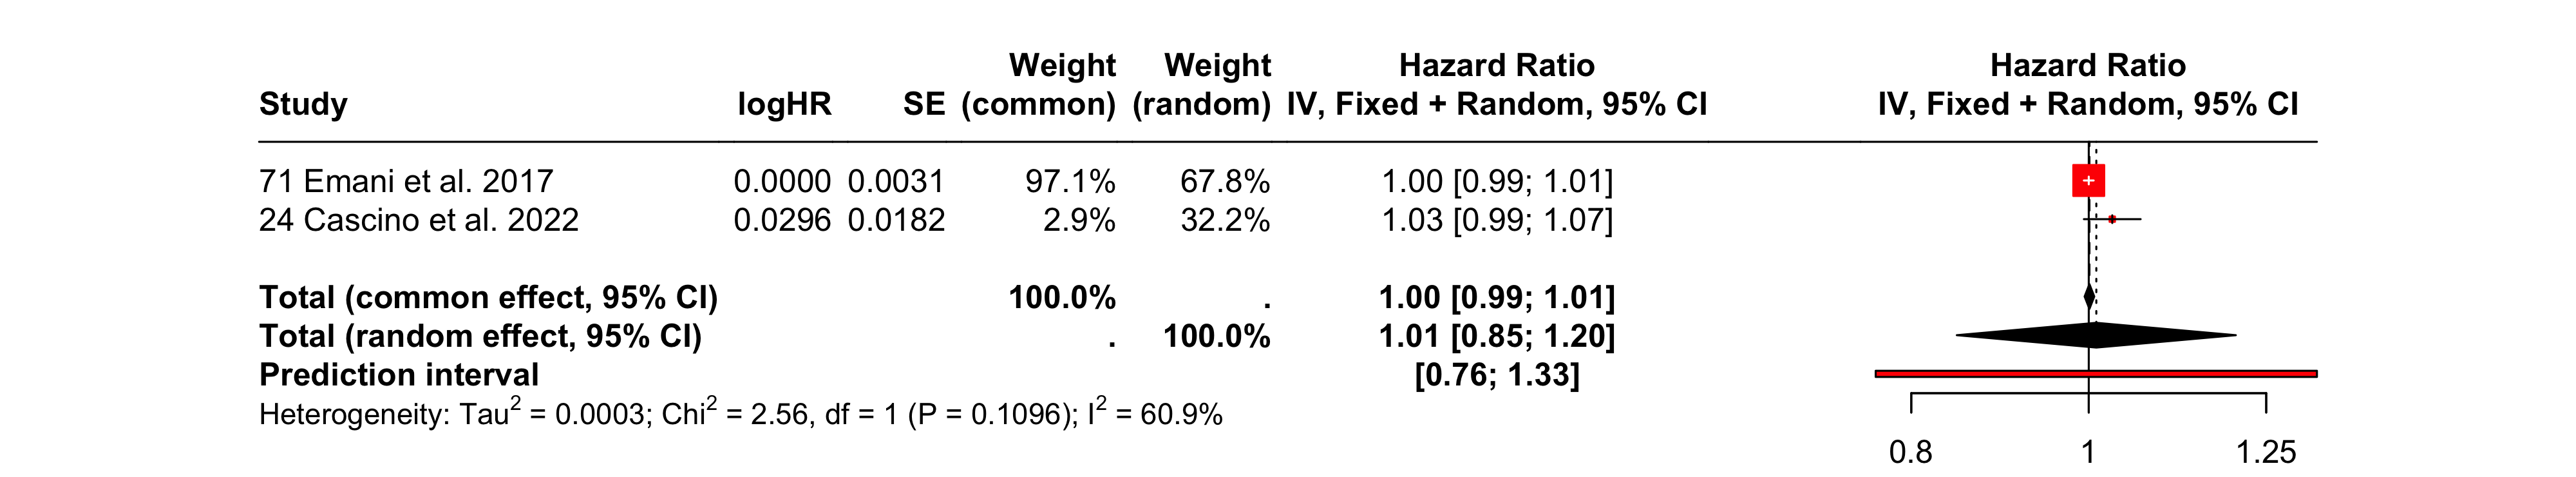 Weight Weight Hazard Ratio Hazard Ratio
Study logHR SE (common) (random) IV, Fixed + Random, 95% CI IV, Fixed + Random, 95% CI
71 Emani et al. 2017 0.0000 0.0031 97.1% 67.8% 1.00 [0.99; 1.01]
24 Cascino et al. 2022 0.0296 0.0182 2.9% 32.2% 1.03 [0.99; 1.07]
Total (common effect, 95% CI) 100.0% . 1.00 [0.99; 1.01]
Total (random effect, 95% CI) . 100.0% 1.01 [0.85; 1.20]
Prediction interval [0.76; 1.33]
Heterogeneity: Tau² = 0.0003; Chi² = 2.56, df = 1 (P = 0.1096); I² = 60.9%
0.8 1 1.25